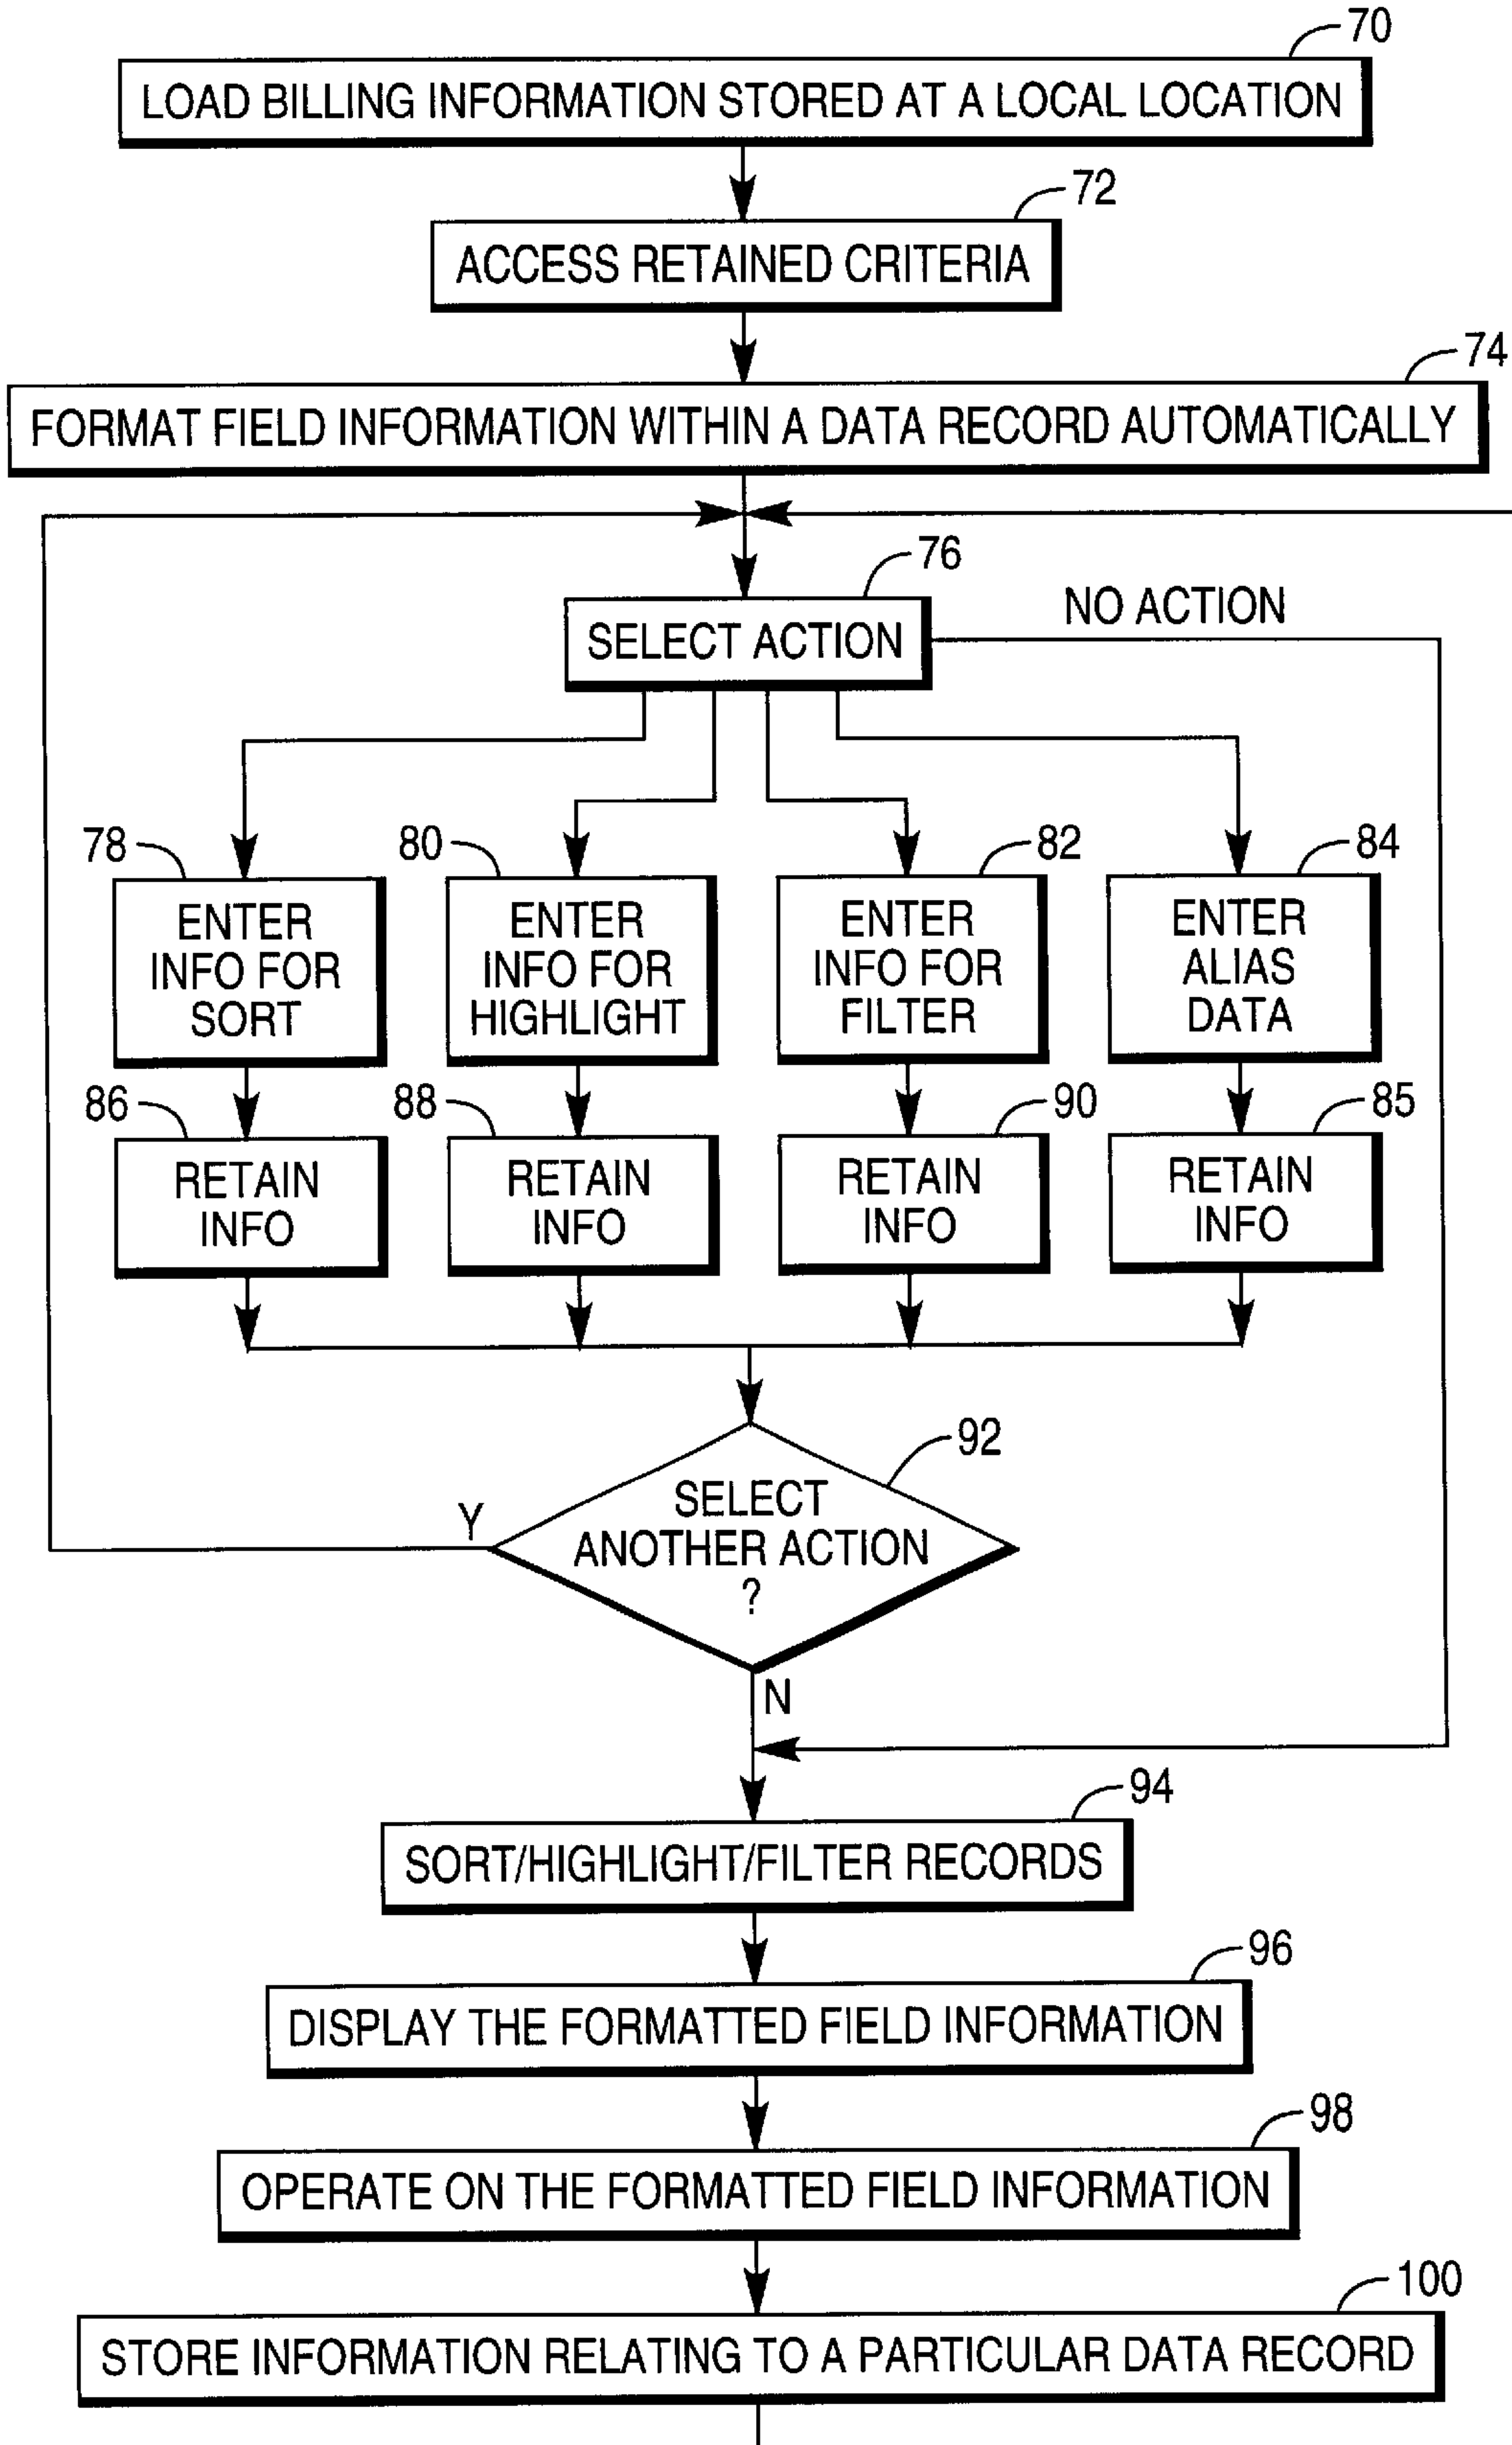 70
LOAD BILLING INFORMATION STORED AT A LOCAL LOCATION
72
ACCESS RETAINED CRITERIA
74
FORMAT FIELD INFORMATION WITHIN A DATA RECORD AUTOMATICALLY
76
SELECT ACTION
NO ACTION
78
ENTER
INFO FOR
SORT
80
ENTER
INFO FOR
HIGHLIGHT
82
ENTER
INFO FOR
FILTER
84
ENTER
ALIAS
DATA
86
RETAIN
INFO
88
RETAIN
INFO
90
RETAIN
INFO
85
RETAIN
INFO
92
SELECT
ANOTHER ACTION
?
Y
N
94
SORT/HIGHLIGHT/FILTER RECORDS
96
DISPLAY THE FORMATTED FIELD INFORMATION
98
OPERATE ON THE FORMATTED FIELD INFORMATION
100
STORE INFORMATION RELATING TO A PARTICULAR DATA RECORD